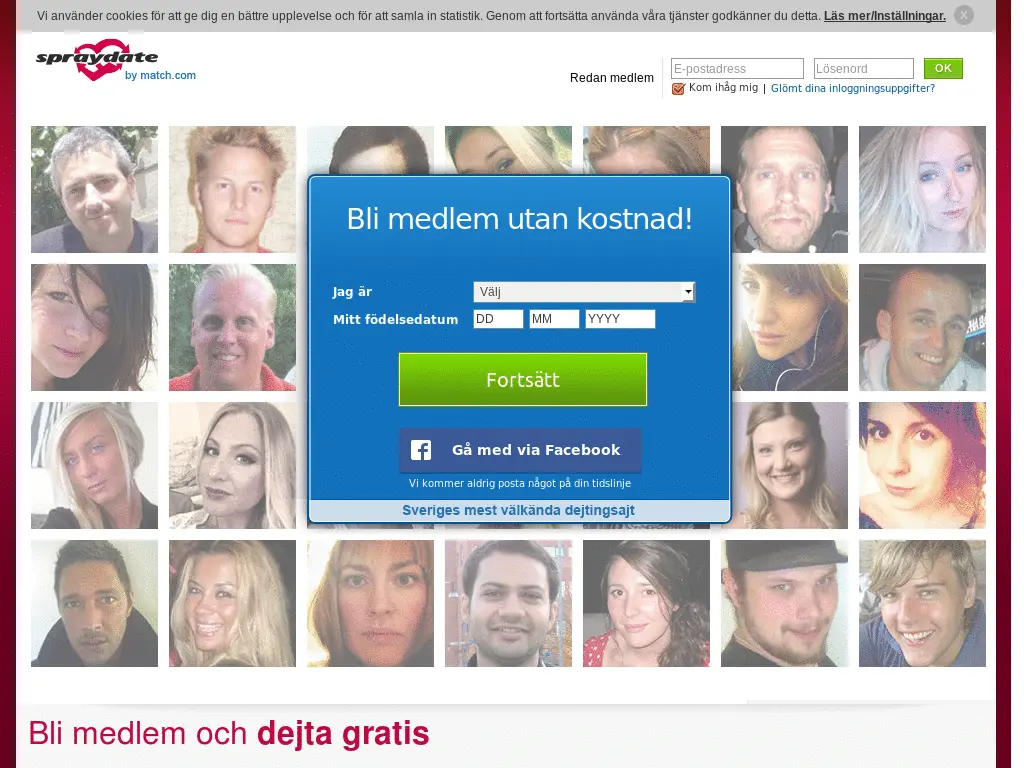 Vi använder cookies för att ge dig en bättre upplevelse och för att samla in statistik. Genom att fortsätta använda våra tjänster godkänner du detta. Läs mer/Inställningar. X
spraydate
by match.com
Redan medlem
E-postadress
Lösenord
OK
Kom ihåg mig | Glömt dina inloggningsuppgifter?
Bli medlem utan kostnad!
Jag är
Välj
Mitt födelsedatum
DD
MM
YYYY
Fortsätt
Gå med via Facebook
Vi kommer aldrig posta något på din tidslinje
Sveriges mest välkända dejtingsajt
Bli medlem och dejta gratis